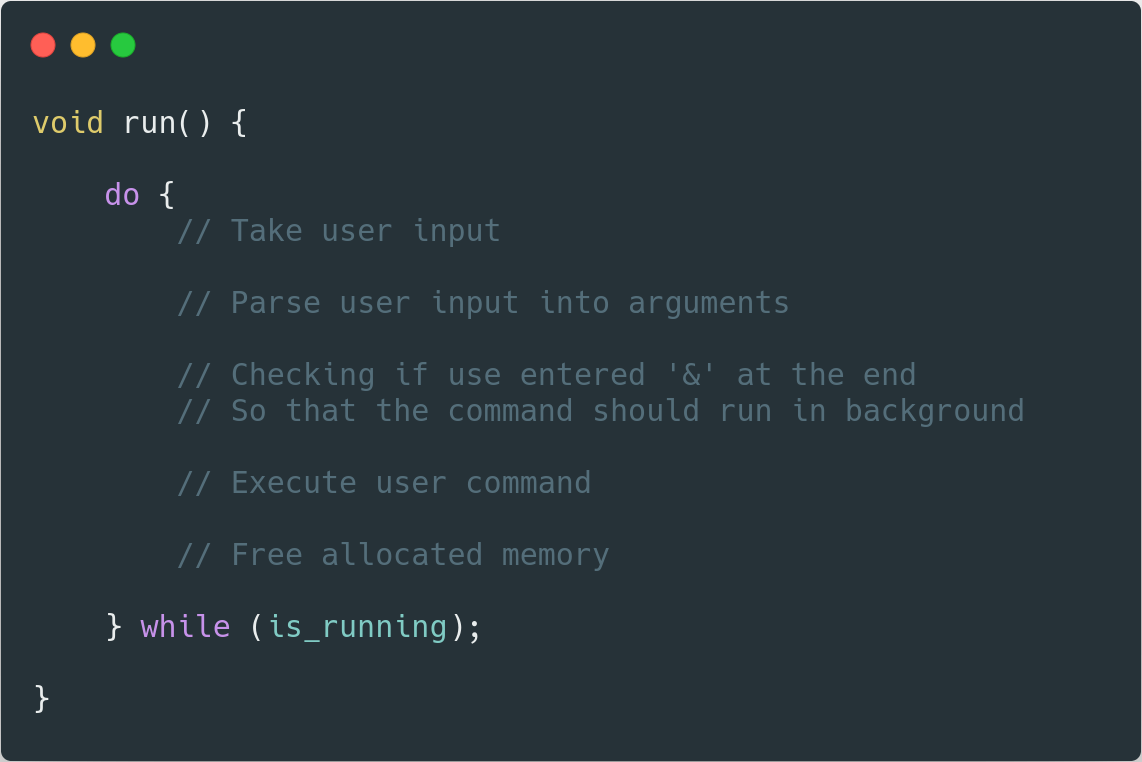 void run() {
do {
// Take user input
// Parse user input into arguments
// Checking if use entered '&' at the end
// So that the command should run in background
// Execute user command
// Free allocated memory
} while (is_running);
}